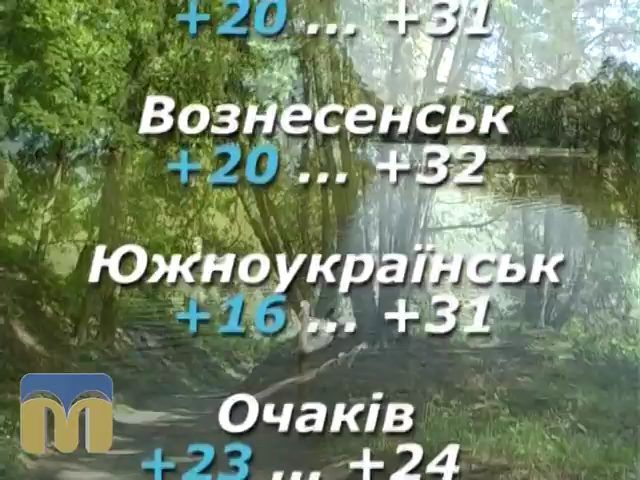 +20 ... +31
Вознесенськ
+20 ... +32
Южноукраїнськ
+16 ... +31
Очаків
+23 ... +24